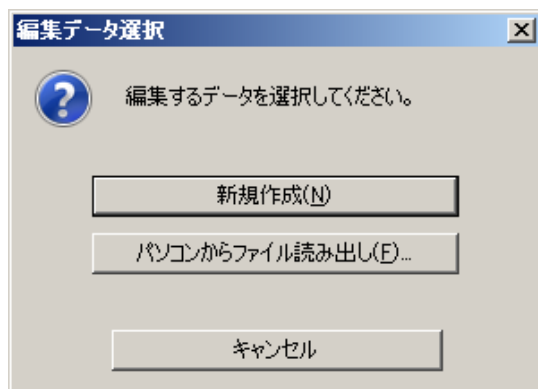 編集データ選択
編集するデータを選択してください。
新規作成(N)
パソコンからファイル読み出し(F)...
キャンセル